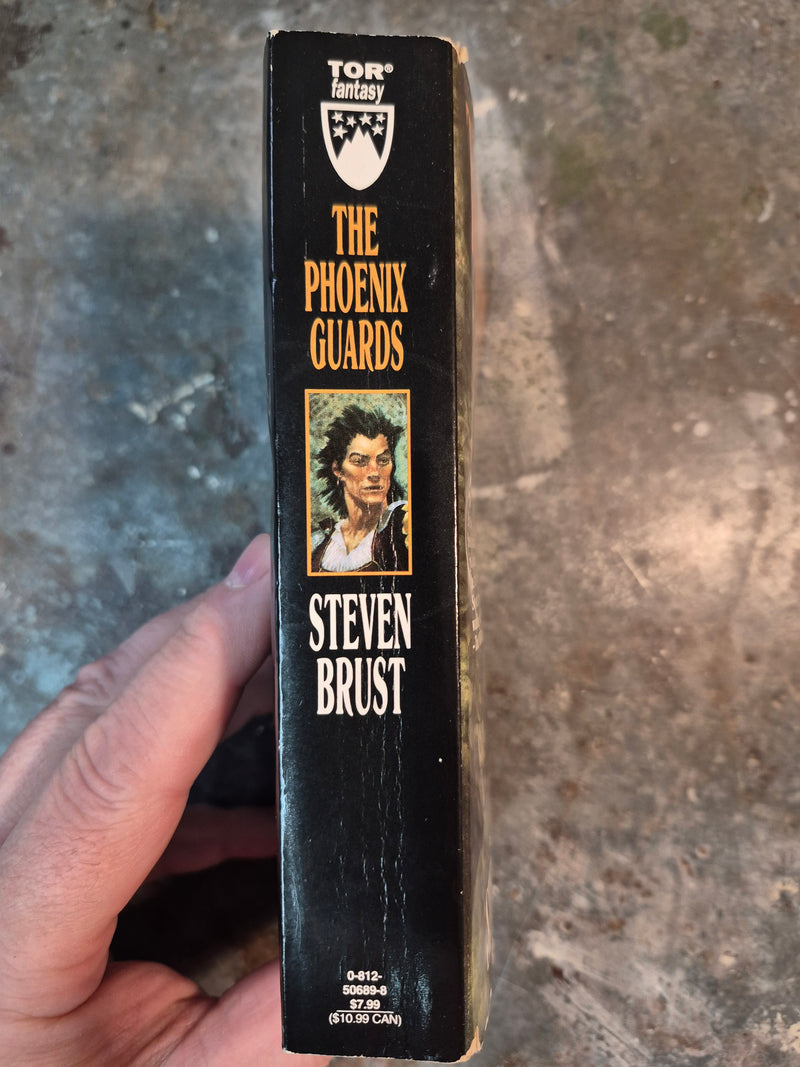 TOR®
fantasy
THE
PHOENIX
GUARDS
STEVEN
BRUST
0-812-
50689-8
$7.99
($10.99 CAN)